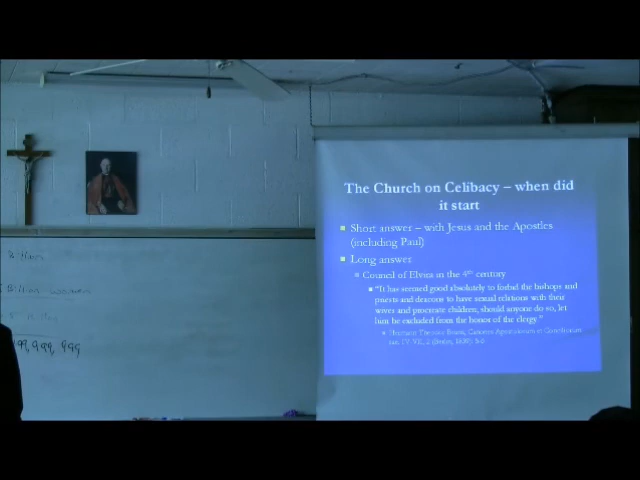 The Church on Celibacy – when did
it start
Short answer – with Jesus and the Apostles
(including Paul)
Long answer
Council of Elvira in the 4th century
"It has seemed good absolutely to forbid the bishops and
priests and deacons to have sexual relations with their
wives and procreate children; should anyone do so, let
him be excluded from the honor of the clergy."
Billion women